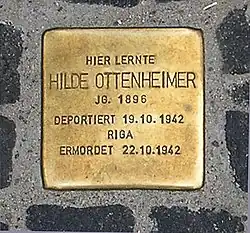 HIER LERNTE
HILDE OTTENHEIMER
JG. 1896
DEPORTIERT 19.10.1942
RIGA
ERMORDET 22.10.1942